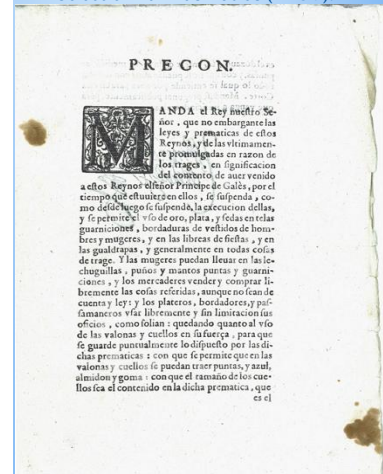 PRECON.
MANDA el Rey nuestro Se-
ñor, que no embargante las
leyes y prematicas de estos
Reynos, y de las vltimamen-
te promulgadas en razon de
los trages, en significacion
del contento de auer venido
a estos Reynos el señor Principe de Galès, por el
tiempo que estuuiere en ellos, se suspenda, co-
mo desde luego se suspende, la execucion dellas,
y se permite el vso de oro, plata, y sedas en telas
guarniciones, bordaduras de vestidos de hom-
bres y mugeres, y en las libreas de fiestas, y en
las gualdrapas, y generalmente en todas cosas
de trage. Y las mugeres puedan lleuar en las le-
chuguillas, puños y mantos puntas y guarni-
ciones, y los mercaderes vender y comprar li-
bremente las cosas referidas, aunque no sean de
cuenta y ley: y los plateros, bordadores, y pas-
samaneros vsar libremente y sin limitacion sus
oficios, como solian: quedando quanto al vso
de las valonas y cuellos en su fuerça, para que
se guarde puntualmente lo dispuesto por las di-
chas prematicas: con que se permite que en las
valonas y cuellos se puedan traer puntas, y azul,
almidon y goma: con que el tamaño de los cue-
llos sea el contenido en la dicha prematica, que
es el